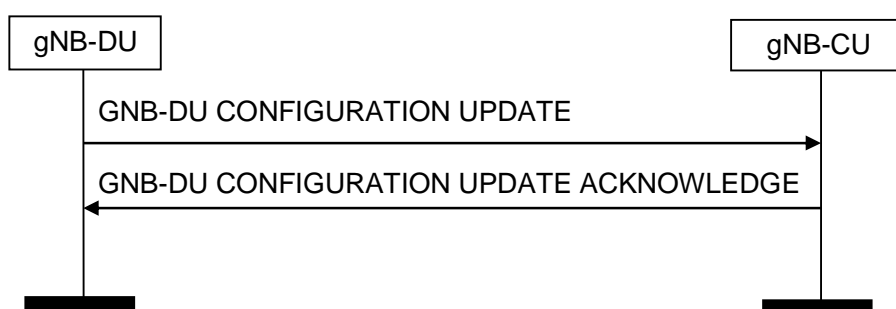 gNB-DU
gNB-CU
GNB-DU CONFIGURATION UPDATE
GNB-DU CONFIGURATION UPDATE ACKNOWLEDGE